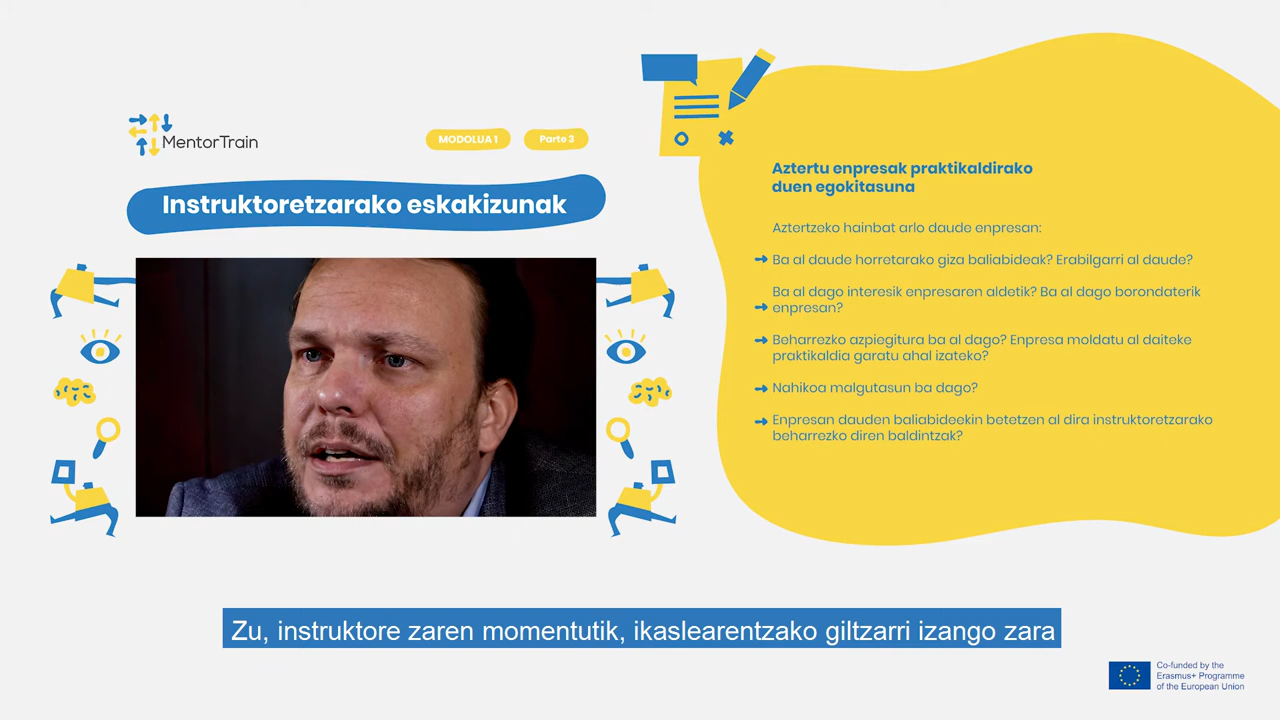 MentorTrain
MODOLUA 1
Parte 3
Instruktoretzarako eskakizunak
Aztertu enpresak praktikaldirako
duen egokitasuna
Aztertzeko hainbat arlo daude enpresan:
Ba al daude horretarako giza baliabideak? Erabilgarri al daude?
Ba al dago interesik enpresaren aldetik? Ba al dago borondaterik
enpresan?
Beharrezko azpiegitura ba al dago? Enpresa moldatu al daiteke
praktikaldia garatu ahal izateko?
Nahikoa malgutasun ba dago?
Enpresan dauden baliabideekin betetzen al dira instruktoretzarako
beharrezko diren baldintzak?
Zu, instruktore zaren momentutik, ikaslearentzako giltzarri izango zara
Co-funded by the
Erasmus+ Programme
of the European Union